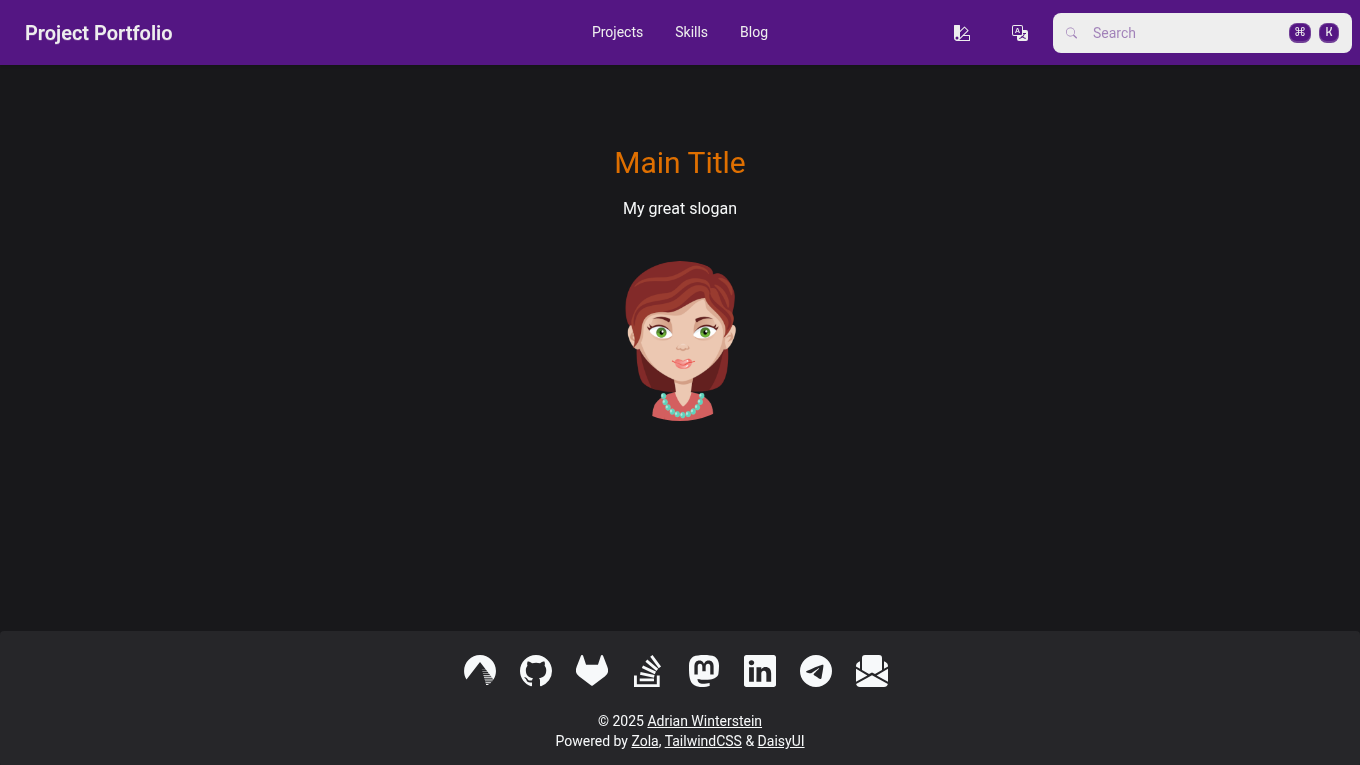 Project Portfolio
Projects Skills Blog
Search ⌘ K
Main Title
My great slogan
© 2025 Adrian Winterstein
Powered by Zola, TailwindCSS & DaisyUI